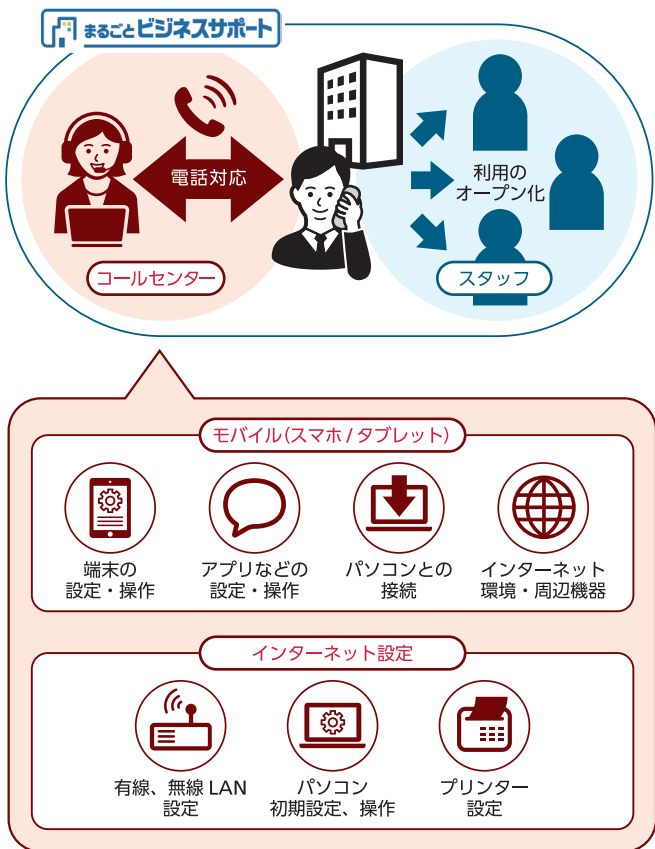 まるごとビジネスサポート
電話対応
利用の
オープン化
コールセンター
スタッフ
モバイル(スマホ/タブレット)
端末の
設定・操作
アプリなどの
設定・操作
パソコンとの
接続
インターネット
環境・周辺機器
インターネット設定
有線、無線 LAN
設定
パソコン
初期設定、操作
プリンター
設定